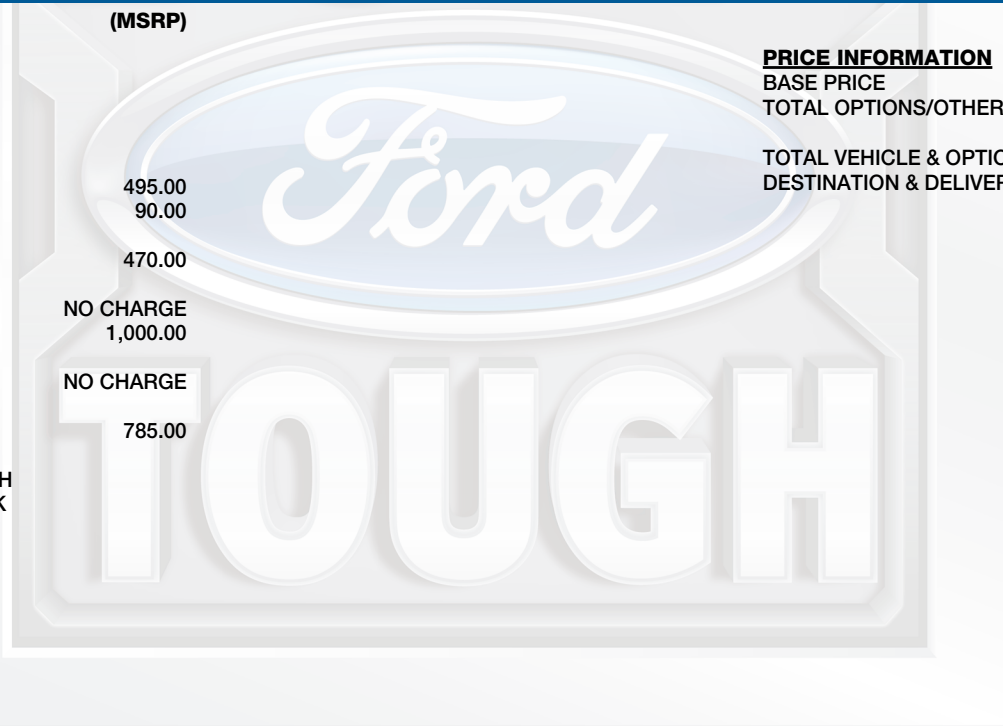 (MSRP)
495.00
90.00
470.00
NO CHARGE
1,000.00
NO CHARGE
785.00
H
K
PRICE INFORMATION
BASE PRICE
TOTAL OPTIONS/OTHER
TOTAL VEHICLE & OPTIO
DESTINATION & DELIVER
Ford
TOUGH